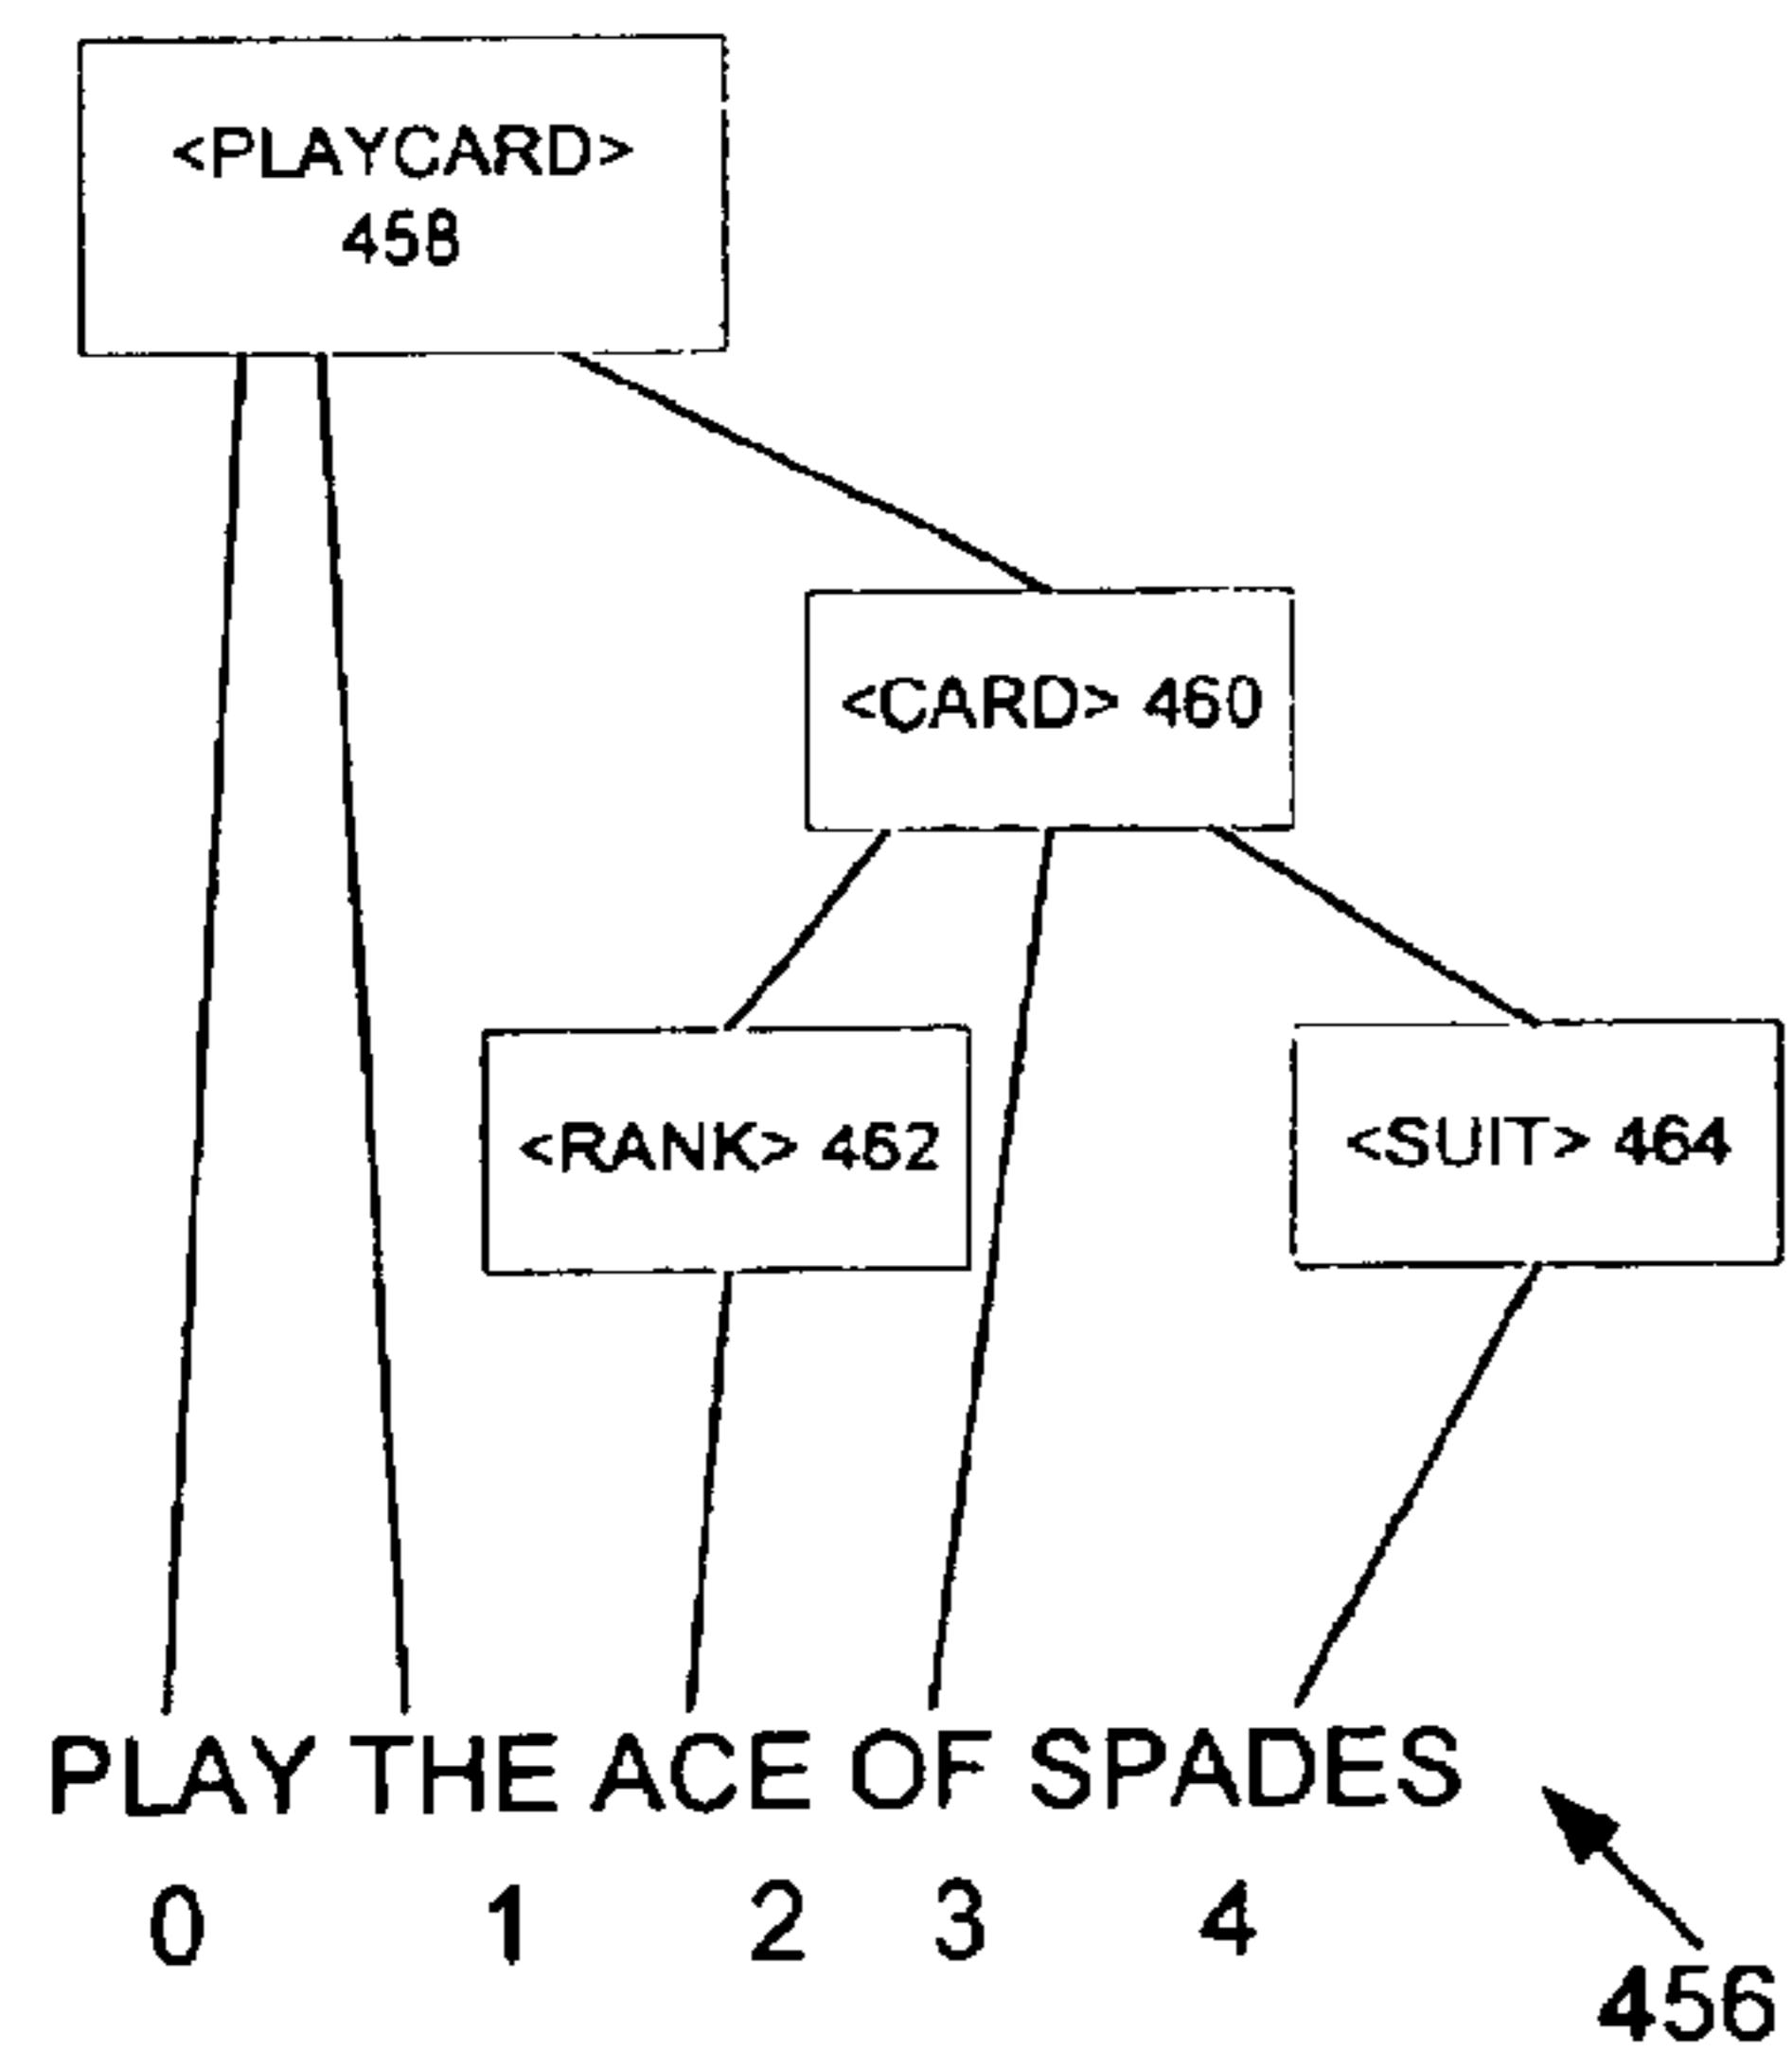 <PLAYCARD>
458
<CARD> 460
<RANK> 462
<SUIT> 464
PLAY THE ACE OF SPADES
0 1 2 3 4
456